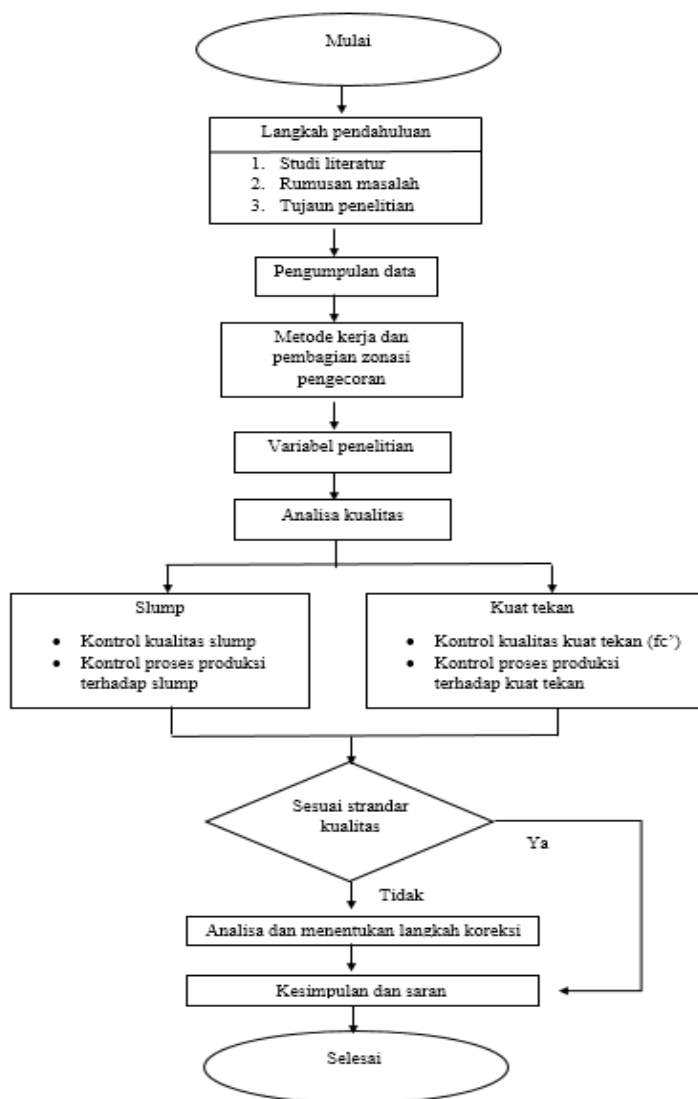 Mulai
Langkah pendahuluan
1. Studi literatur
2. Rumusan masalah
3. Tujaun penelitian
Pengumpulan data
Metode kerja dan
pembagian zonasi
pengecoran
Variabel penelitian
Analisa kualitas
Slump
• Kontrol kualitas slump
• Kontrol proses produksi
terhadap slump
Kuat tekan
• Kontrol kualitas kuat tekan (fc’)
• Kontrol proses produksi
terhadap kuat tekan
Sesuai strandar
kualitas
Ya
Tidak
Analisa dan menentukan langkah koreksi
Kesimpulan dan saran
Selesai